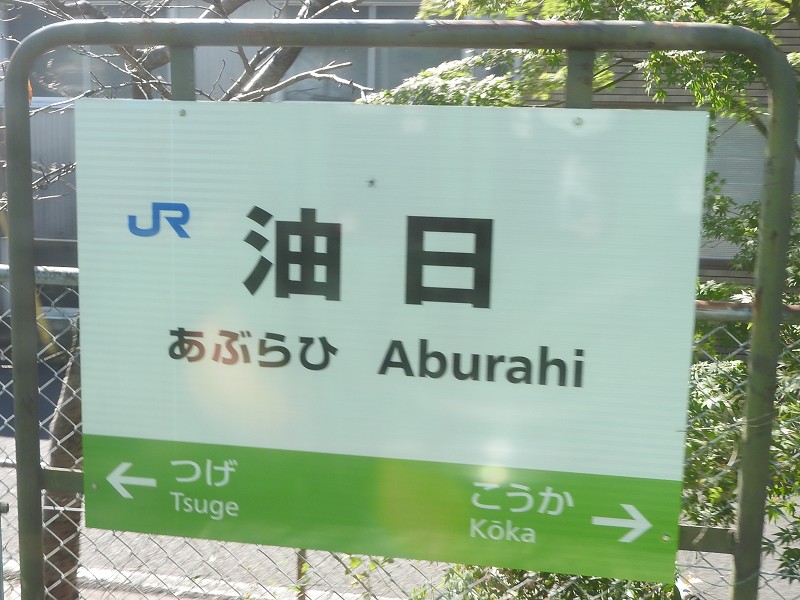 JR 油日
あぶらひ Aburahi
← つげ
Tsuge
こうか →
Kōka